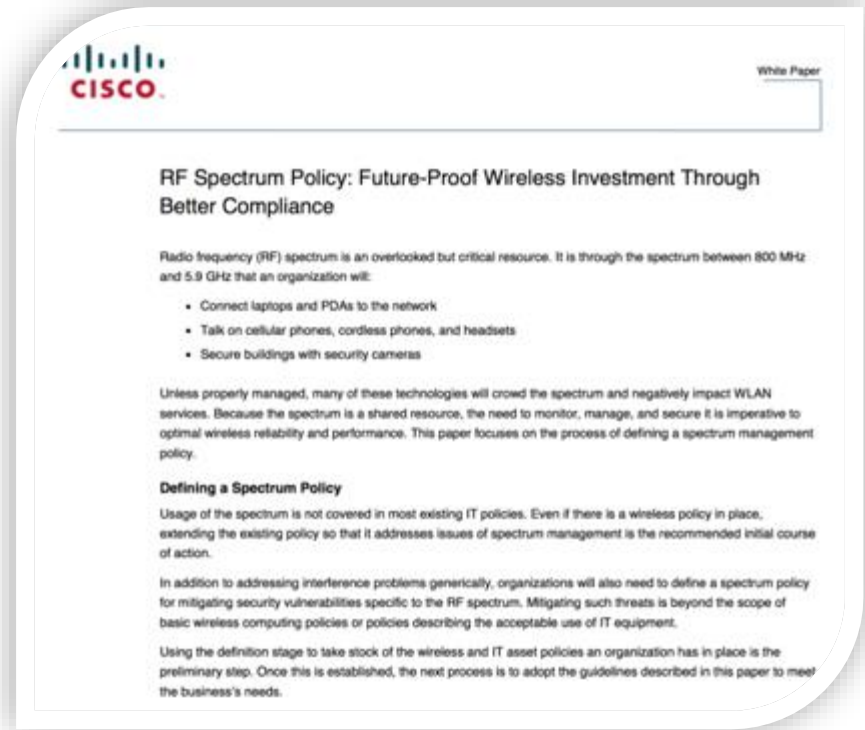 CISCO.
White Paper
RF Spectrum Policy: Future-Proof Wireless Investment Through
Better Compliance
Radio frequency (RF) spectrum is an overlooked but critical resource. It is through the spectrum between 800 MHz
and 5.9 GHz that an organization will:
• Connect laptops and PDAs to the network
• Talk on cellular phones, cordless phones, and headsets
• Secure buildings with security cameras
Unless properly managed, many of these technologies will crowd the spectrum and negatively impact WLAN
services. Because the spectrum is a shared resource, the need to monitor, manage, and secure it is imperative to
optimal wireless reliability and performance. This paper focuses on the process of defining a spectrum management
policy.
Defining a Spectrum Policy
Usage of the spectrum is not covered in most existing IT policies. Even if there is a wireless policy in place,
extending the existing policy so that it addresses issues of spectrum management is the recommended initial course
of action.
In addition to addressing interference problems generically, organizations will also need to define a spectrum policy
for mitigating security vulnerabilities specific to the RF spectrum. Mitigating such threats is beyond the scope of
basic wireless computing policies or policies describing the acceptable use of IT equipment.
Using the definition stage to take stock of the wireless and IT asset policies an organization has in place is the
preliminary step. Once this is established, the next process is to adopt the guidelines described in this paper to meet
the business's needs.